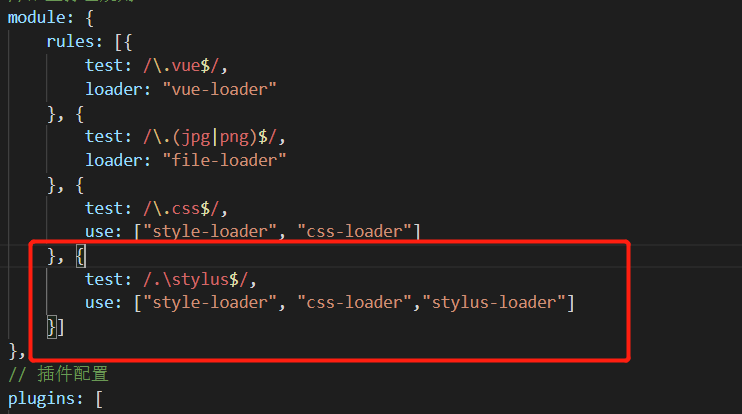 module: {
rules: [{
test: /\.vue$/,
loader: "vue-loader"
}, {
test: /\.(jpg|png)$/,
loader: "file-loader"
}, {
test: /\.css$/,
use: ["style-loader", "css-loader"]
}, {
test: /.\stylus$/,
use: ["style-loader", "css-loader","stylus-loader"]
}]
},
// 插件配置
plugins: [